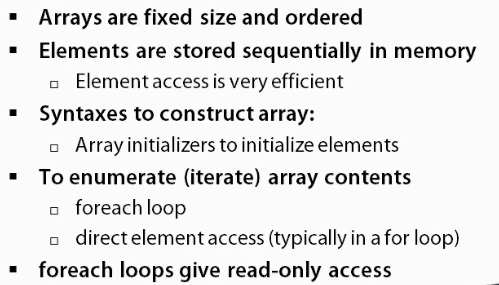 ▪ Arrays are fixed size and ordered
▪ Elements are stored sequentially in memory
▫ Element access is very efficient
▪ Syntaxes to construct array:
▫ Array initializers to initialize elements
▪ To enumerate (iterate) array contents
▫ foreach loop
▫ direct element access (typically in a for loop)
▪ foreach loops give read-only access